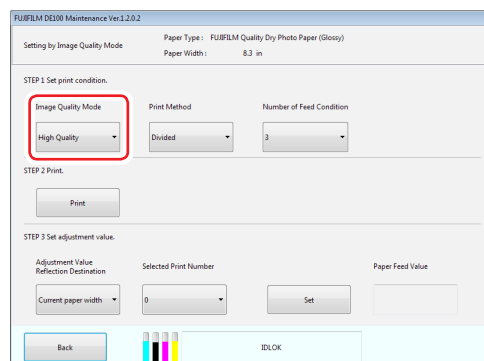 FUJIFILM DE100 Maintenance Ver.1.2.0.2
Setting by Image Quality Mode
Paper Type : FUJIFILM Quality Dry Photo Paper (Glossy)
Paper Width : 8.3 in
STEP 1 Set print condition.
Image Quality Mode Print Method Number of Feed Condition
High Quality Divided 3
STEP 2 Print.
Print
STEP 3 Set adjustment value.
Adjustment Value
Reflection Destination Selected Print Number Paper Feed Value
Current paper width 0 Set
Back IDLOK